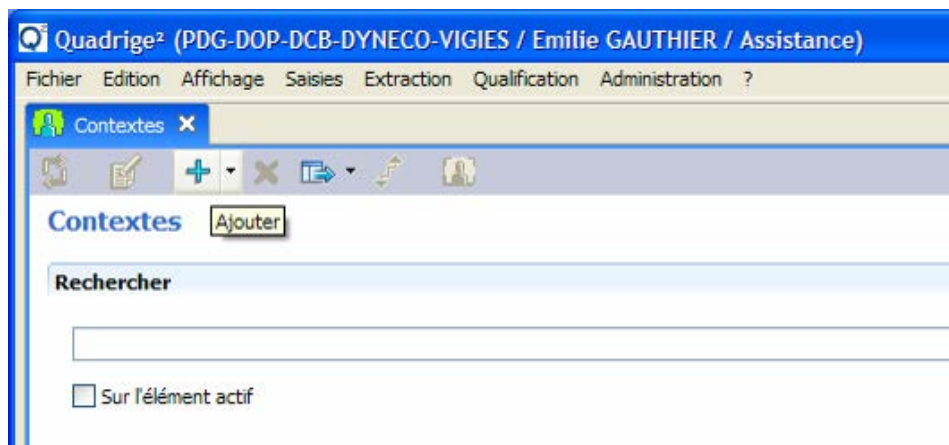 Quadrige² (PDG-DOP-DCB-DYNECO-VIGIES / Emilie GAUTHIER / Assistance)
Fichier Edition Affichage Saisies Extraction Qualification Administration ?
Contextes
Contextes
Ajouter
Rechercher
Sur l'élément actif